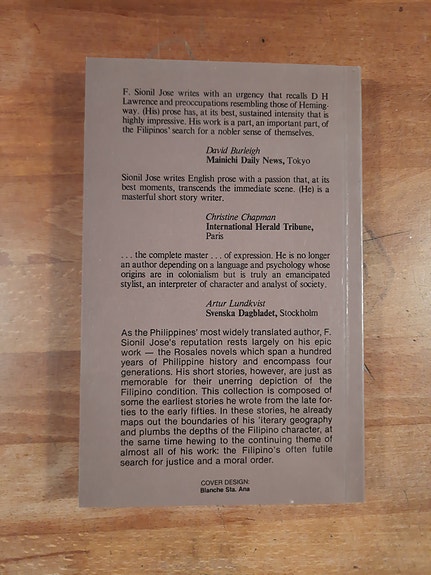 F. Sionil Jose writes with an urgency that recalls D H
Lawrence and preoccupations resembling those of Heming-
way. (His) prose has, at its best, sustained intensity that is
highly impressive. His work is a part, an important part, of
the Filipinos' search for a nobler sense of themselves.
David Burleigh
Mainichi Daily News, Tokyo
Sionil Jose writes English prose with a passion that, at its
best moments, transcends the immediate scene. (He) is a
masterful short story writer.
Christine Chapman
International Herald Tribune,
Paris
. . . the complete master . . . of expression. He is no longer
an author depending on a language and psychology whose
origins are in colonialism but is truly an emancipated
stylist, an interpreter of character and analyst of society.
Artur Lundkvist
Svenska Dagbladet, Stockholm
As the Philippines' most widely translated author, F.
Sionil Jose's reputation rests largely on his epic
work — the Rosales novels which span a hundred
years of Philippine history and encompass four
generations. His short stories, however, are just as
memorable for their unerring depiction of the
Filipino condition. This collection is composed of
some the earliest stories he wrote from the late for-
ties to the early fifties. In these stories, he already
maps out the boundaries of his 'iterary geography
and plumbs the depths of the Filipino character, at
the same time hewing to the continuing theme of
almost all of his work: the Filipino's often futile
search for justice and a moral order.
COVER DESIGN:
Blanche Sta. Ana